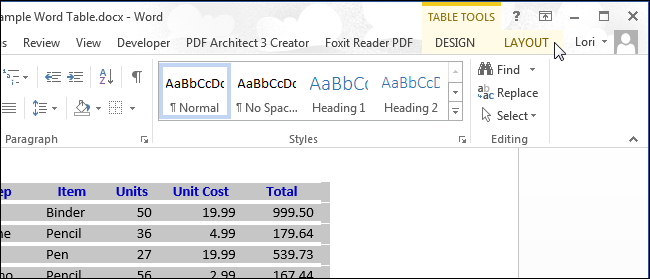 ample Word Table.docx - Word
TABLE TOOLS
?
s Review View Developer PDF Architect 3 Creator Foxit Reader PDF DESIGN LAYOUT Lori
AaBbCcDc AaBbCcDc AaBbCc AaBbCcD
¶ Normal ¶ No Spac... Heading 1 Heading 2
Find
Replace
Select
Paragraph Styles Editing
ep Item Units Unit Cost Total
Binder 50 19.99 999.50
ne Pencil 36 4.99 179.64
Pen 27 19.99 539.73
no Pencil 56 2.99 167.44